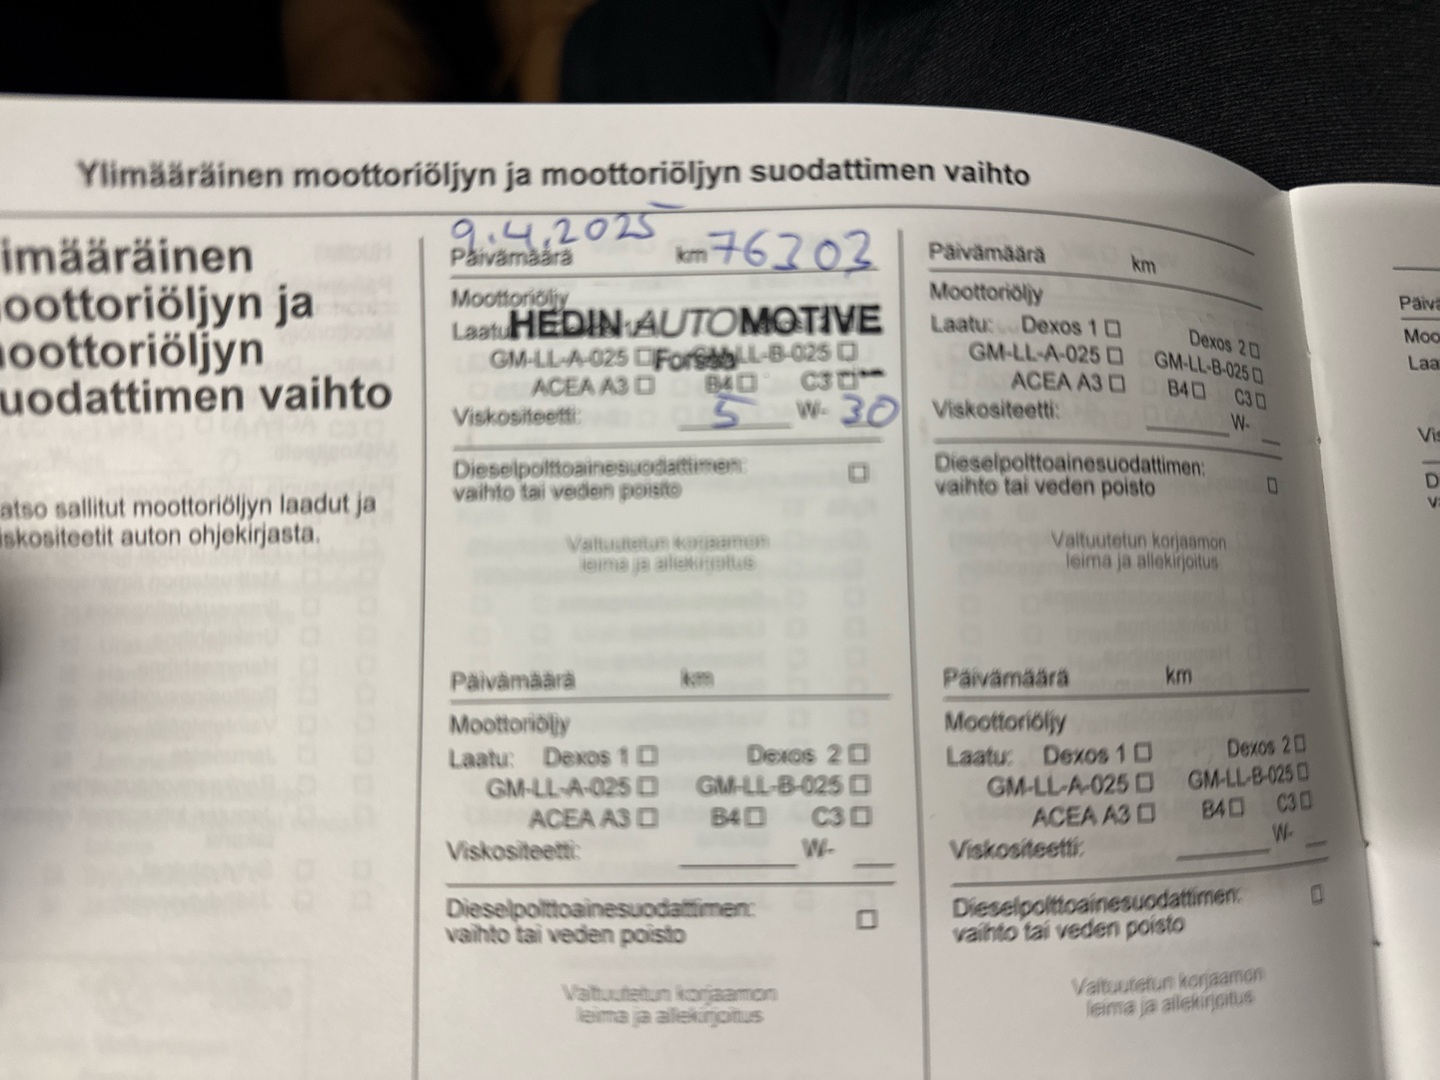 Ylimääräinen moottoriöljyn ja moottoriöljyn suodattimen vaihto
imääräinen
oottoriöljyn ja
oottoriöljyn
uodattimen vaihto
atso sallitut moottoriöljyn laadut ja
iskositeetit auton ohjekirjasta.
9.4.2025
Päivämäärä km 76303
Moottoriöljy
Laatu
HEDIN AUTOMOTIVE
GM-LL-A-025 Forssa LL-B-025
ACEA A3 B4 C3
Viskositeetti: 5 W- 30
Dieselpolttoainesuodattimen:
vaihto tai veden poisto
Valtuutetun korjaamon
leima ja allekirjoitus
Päivämäärä km
Moottoriöljy
Laatu: Dexos 1 Dexos 2
GM-LL-A-025 GM-LL-B-025
ACEA A3 B4 C3
Viskositeetti: W-
Dieselpolttoainesuodattimen:
vaihto tai veden poisto
Valtuutetun korjaamon
leima ja allekirjoitus
Päivämäärä km
Moottoriöljy
Laatu: Dexos 1 Dexos 2
GM-LL-A-025 GM-LL-B-025
ACEA A3 B4 C3
Viskositeetti: W-
Dieselpolttoainesuodattimen:
vaihto tai veden poisto
Valtuutetun korjaamon
leima ja allekirjoitus
Päivämäärä km
Moottoriöljy
Laatu: Dexos 1 Dexos 2
GM-LL-A-025 GM-LL-B-025
ACEA A3 B4 C3
Viskositeetti: W-
Dieselpolttoainesuodattimen:
vaihto tai veden poisto
Valtuutetun korjaamon
leima ja allekirjoitus
Päivä
Moo
Laa
Vis
D
v